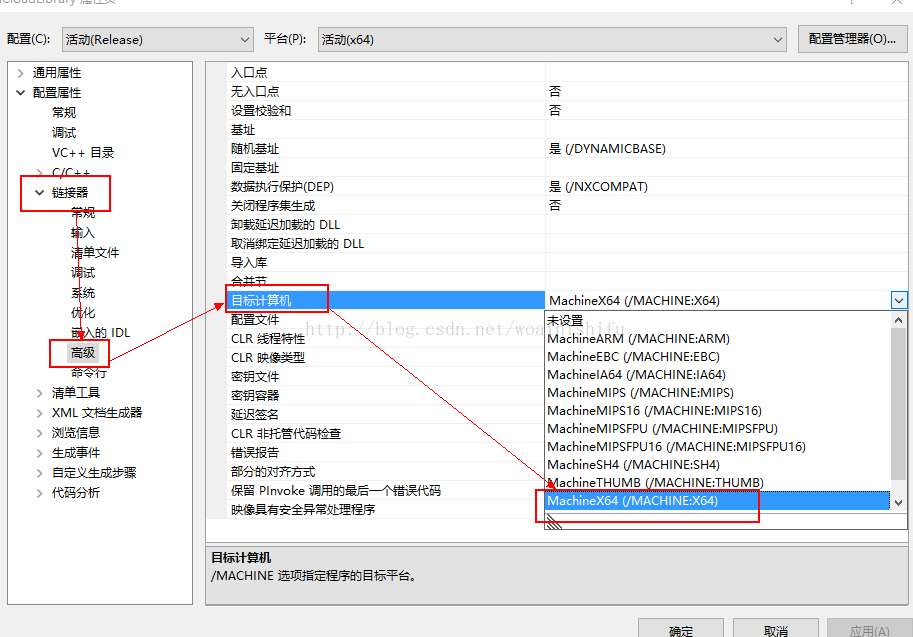 配置(C):
活动(Release)
平台(P):
活动(x64)
配置管理器(O)...
通用属性
配置属性
常规
调试
VC++ 目录
C/C++
链接器
常规
输入
清单文件
调试
系统
优化
嵌入的 IDL
高级
命令行
清单工具
XML 文档生成器
浏览信息
生成事件
自定义生成步骤
代码分析
入口点
无入口点 否
设置校验和 否
基址
随机基址 是 (/DYNAMICBASE)
固定基址
数据执行保护(DEP) 是 (/NXCOMPAT)
关闭程序集生成 否
卸载延迟加载的 DLL
取消绑定延迟加载的 DLL
导入库
合并节
目标计算机 MachineX64 (/MACHINE:X64)
配置文件
CLR 线程特性
CLR 映像类型
密钥文件
密钥容器
延迟签名
CLR 非托管代码检查
错误报告
部分的对齐方式
保留 PInvoke 调用的最后一个错误代码
映像具有安全异常处理程序
未设置
MachineARM (/MACHINE:ARM)
MachineEBC (/MACHINE:EBC)
MachineIA64 (/MACHINE:IA64)
MachineMIPS (/MACHINE:MIPS)
MachineMIPS16 (/MACHINE:MIPS16)
MachineMIPSFPU (/MACHINE:MIPSFPU)
MachineMIPSFPU16 (/MACHINE:MIPSFPU16)
MachineSH4 (/MACHINE:SH4)
MachineTHUMB (/MACHINE:THUMB)
MachineX64 (/MACHINE:X64)
目标计算机
/MACHINE 选项指定程序的目标平台。
确定
取消
应用(A)